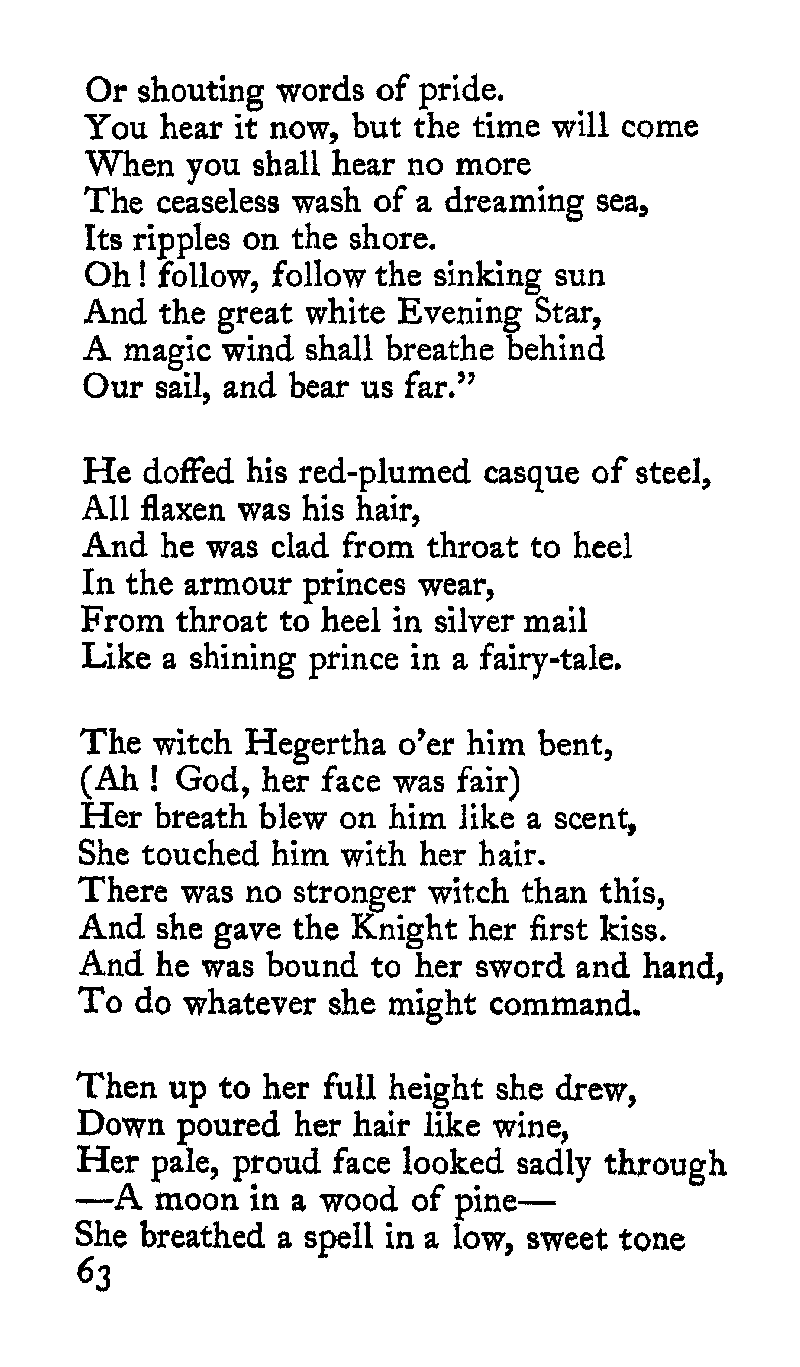 Or shouting words of pride.
You hear it now, but the time will come
When you shall hear no more
The ceaseless wash of a dreaming sea,
Its ripples on the shore.
Oh ! follow, follow the sinking sun
And the great white Evening Star,
A magic wind shall breathe behind
Our sail, and bear us far.”

He doffed his red-plumed casque of steel,
All flaxen was his hair,
And he was clad from throat to heel
In the armour princes wear,
From throat to heel in silver mail
Like a shining prince in a fairy-tale.

The witch Hegertha o’er him bent,
(Ah ! God, her face was fair)
Her breath blew on him like a scent,
She touched him with her hair.
There was no stronger witch than this,
And she gave the Knight her first kiss.
And he was bound to her sword and hand,
To do whatever she might command.

Then up to her full height she drew,
Down poured her hair like wine,
Her pale, proud face looked sadly through
—A moon in a wood of pine—
She breathed a spell in a low, sweet tone
63